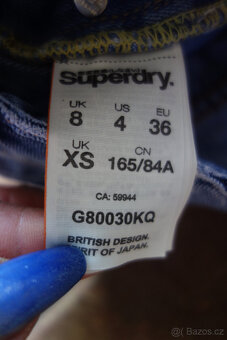 Superdry.
UK US EU
8 4 36
UK CN
XS 165/84A
CA: 59944
G80030KQ
BRITISH DESIGN.
SPIRIT OF JAPAN.
© Sbazos.cz